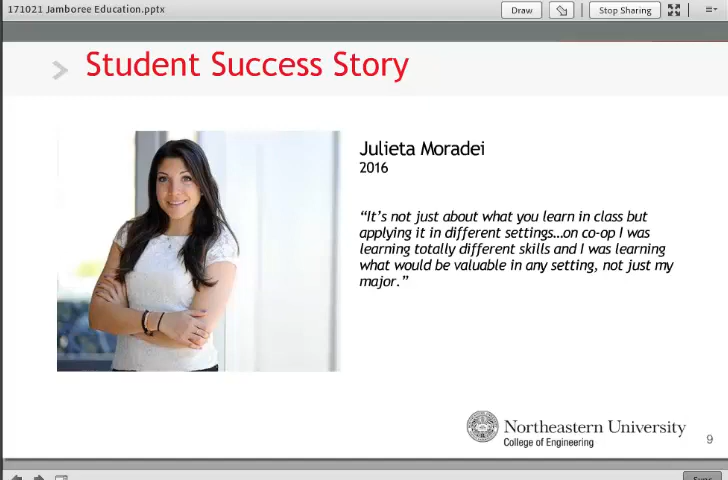 171021 Jamboree Education.pptx
Draw
Stop Sharing
Student Success Story
Julieta Moradei
2016
“It’s not just about what you learn in class but
applying it in different settings…on co-op I was
learning totally different skills and I was learning
what would be valuable in any setting, not just my
major.”
Northeastern University
College of Engineering
9
Sync